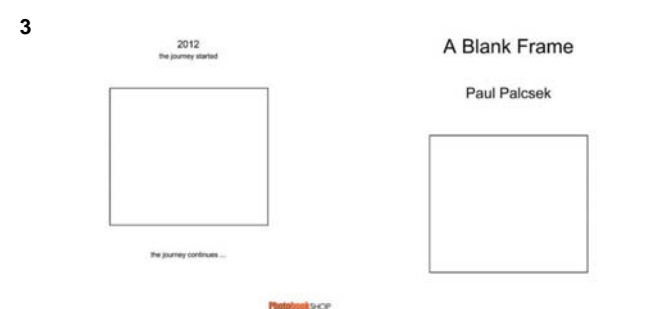 3
2012
the journey started
the journey continues ...
PhotobookSHOP
A Blank Frame
Paul Palcsek